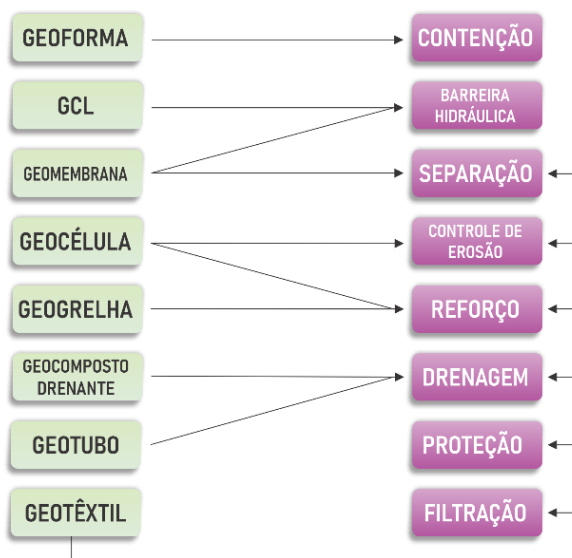 GEOFORMA
CONTENÇÃO
GCL
BARREIRA
HIDRÁULICA
GEOMEMBRANA
SEPARAÇÃO
GEOCÉLULA
CONTROLE DE
EROSÃO
GEOGRELHA
REFORÇO
GEOCOMPOSTO
DRENANTE
DRENAGEM
GEOTUBO
PROTEÇÃO
GEOTÊXTIL
FILTRAÇÃO